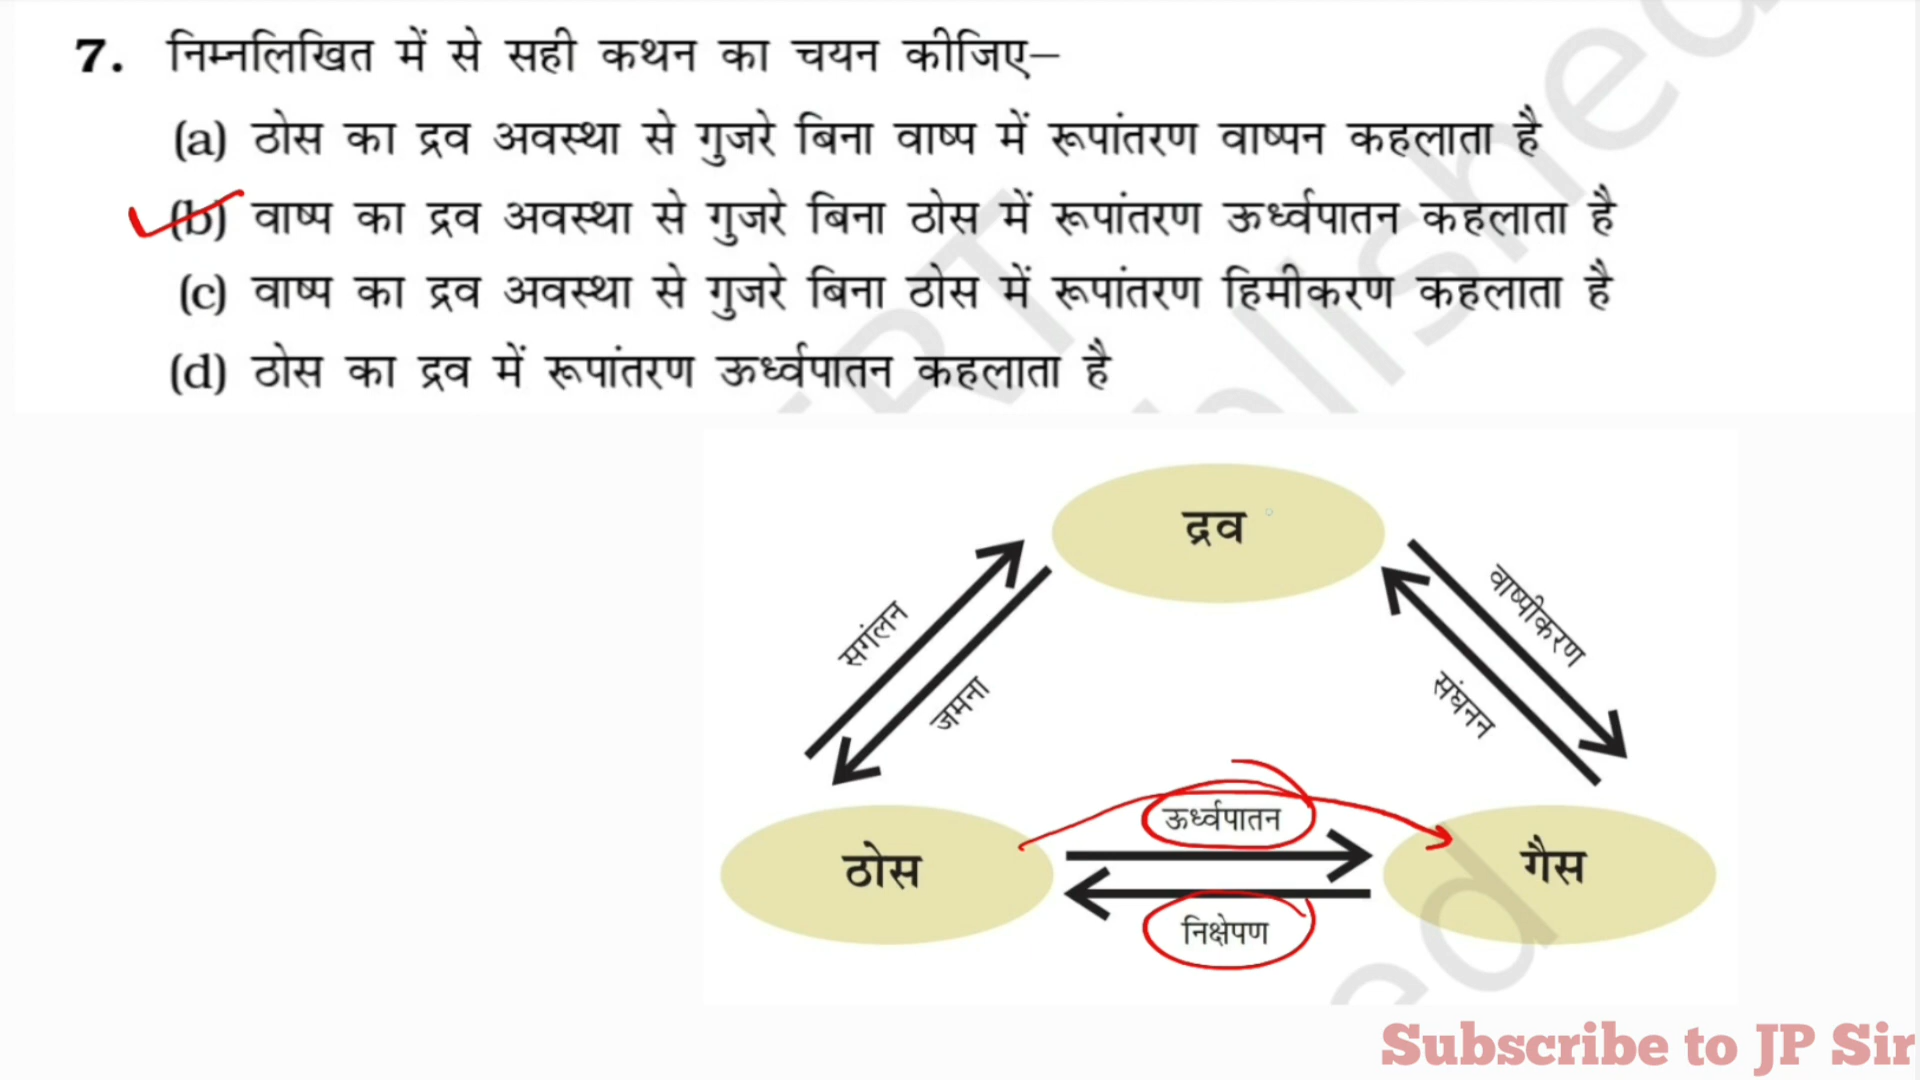 7. निम्नलिखित में से सही कथन का चयन कीजिए–
(a) ठोस का द्रव अवस्था से गुजरे बिना वाष्प में रूपांतरण वाष्पन कहलाता है
(b) वाष्प का द्रव अवस्था से गुजरे बिना ठोस में रूपांतरण ऊर्ध्वपातन कहलाता है
(c) वाष्प का द्रव अवस्था से गुजरे बिना ठोस में रूपांतरण हिमीकरण कहलाता है
(d) ठोस का द्रव में रूपांतरण ऊर्ध्वपातन कहलाता है
द्रव
सगंलन
जमना
वाष्पीकरण
संघनन
ऊर्ध्वपातन
ठोस
गैस
निक्षेपण
Subscribe to JP Sir